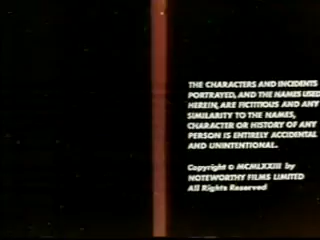 THE CHARACTERS AND INCIDENTS
PORTRAYED, AND THE NAMES USED
HEREIN, ARE FICTITIOUS AND ANY
SIMILARITY TO THE NAMES,
CHARACTER OR HISTORY OF ANY
PERSON IS ENTIRELY ACCIDENTAL
AND UNINTENTIONAL.
Copyright © MCMLXXIII by
NOTEWORTHY FILMS LIMITED
All Rights Reserved